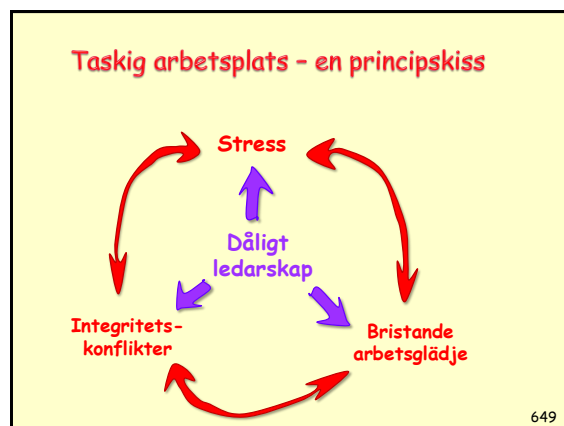 Taskig arbetsplats – en principskiss
Stress
Dåligt
ledarskap
Integritets-
konflikter
Bristande
arbetsglädje
649